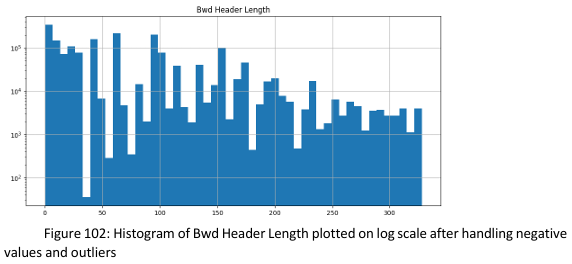 Bwd Header Length
10⁵
10⁴
10³
10²
0 50 100 150 200 250 300
Figure 102: Histogram of Bwd Header Length plotted on log scale after handling negative
values and outliers